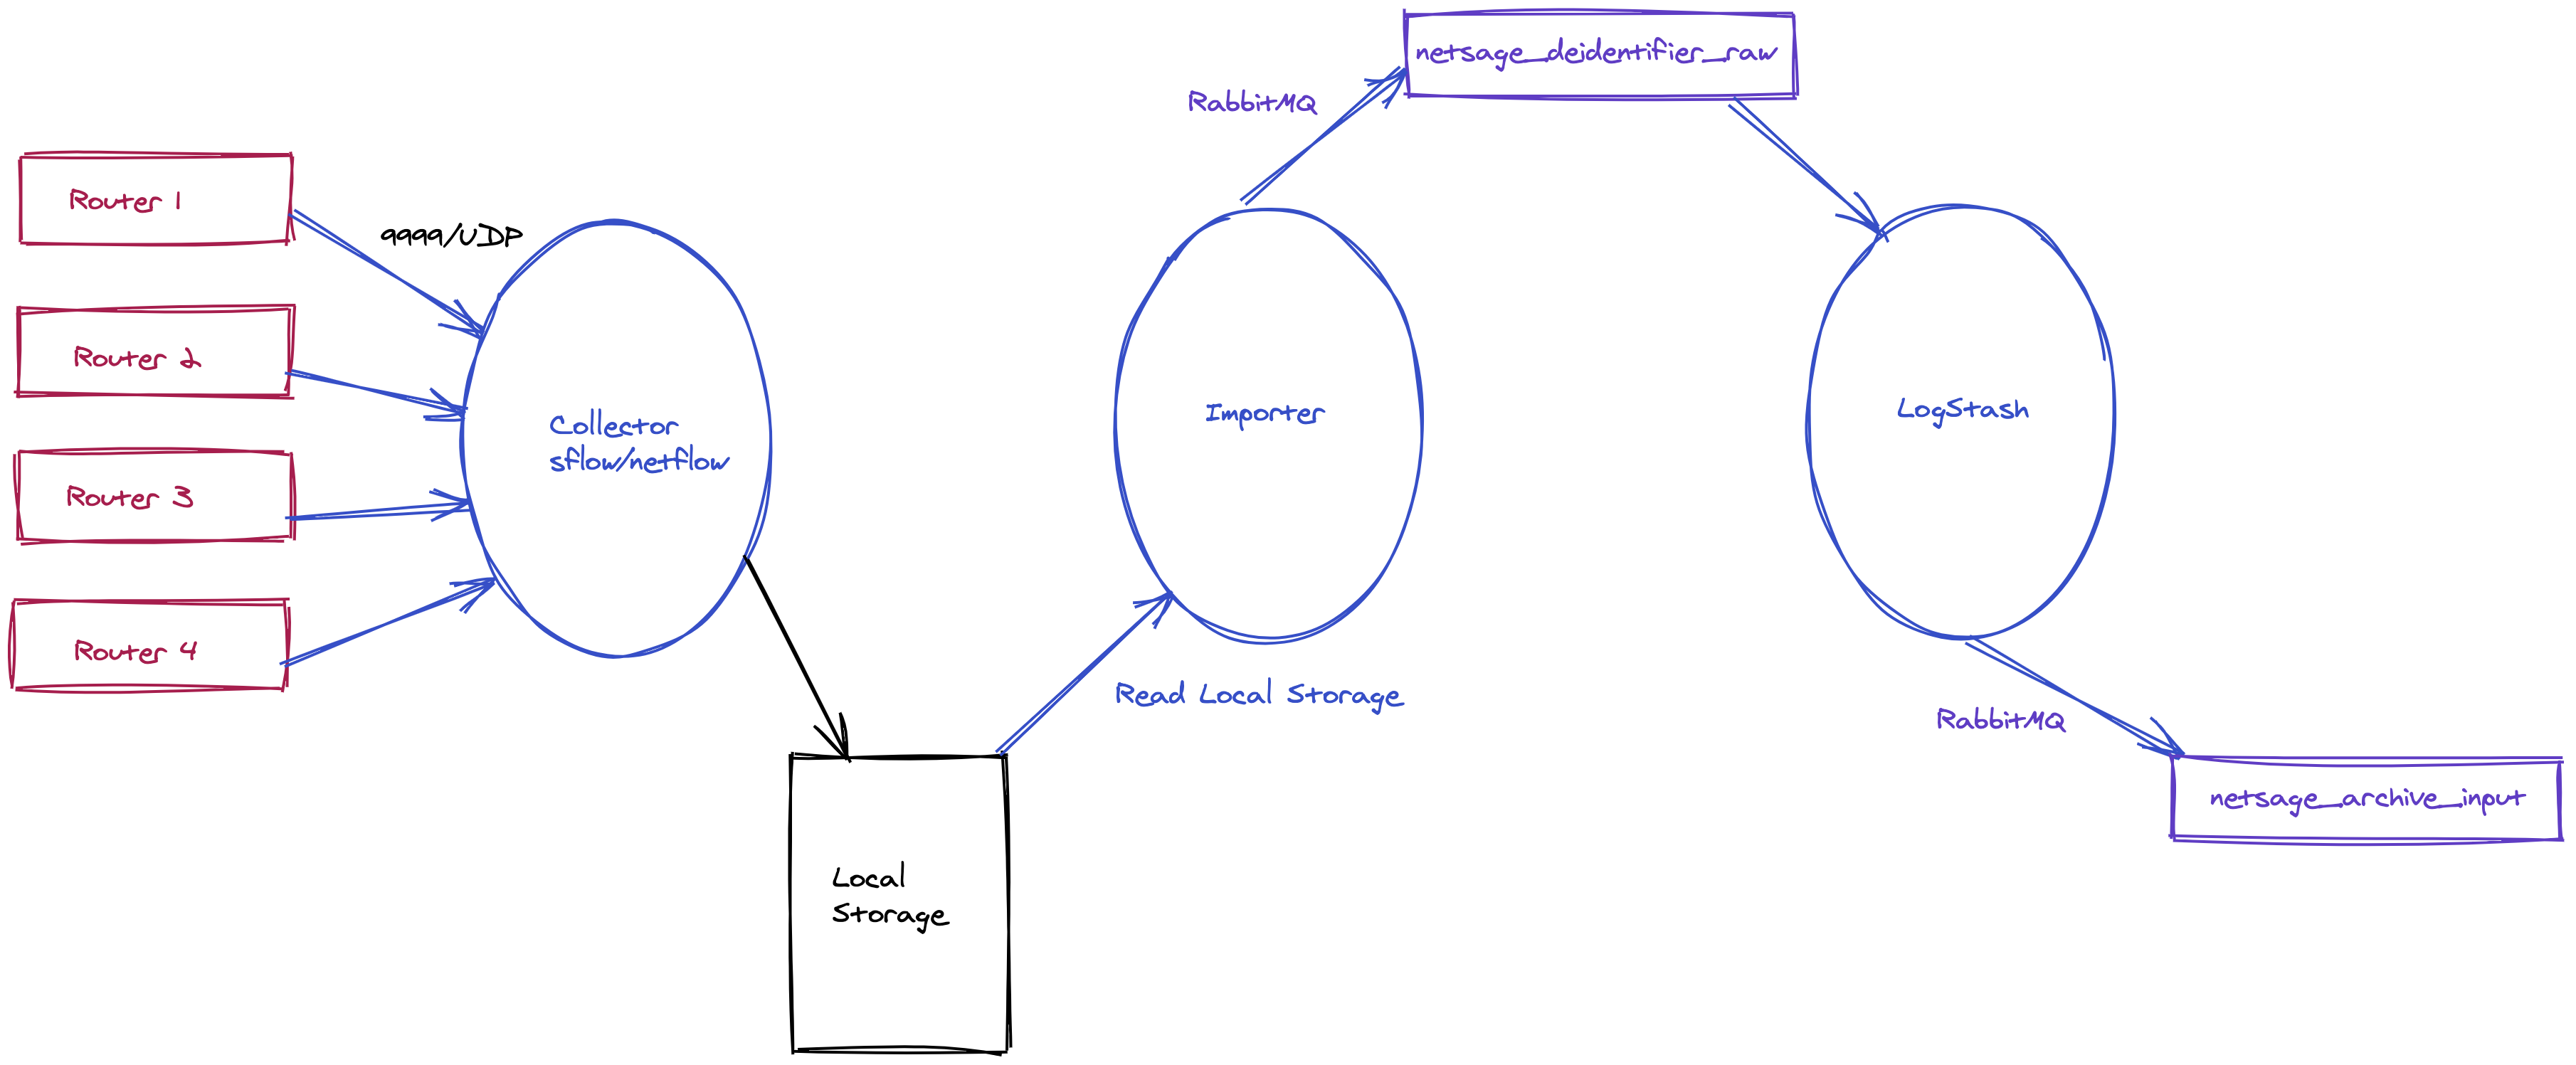 netsage_deidentifier_raw
RabbitMQ
Router 1
9999/UDP
Router 2
Router 3
Router 4
Collector
sflow/netflow
Importer
LogStash
Read Local Storage
RabbitMQ
netsage_archive_input
Local
Storage